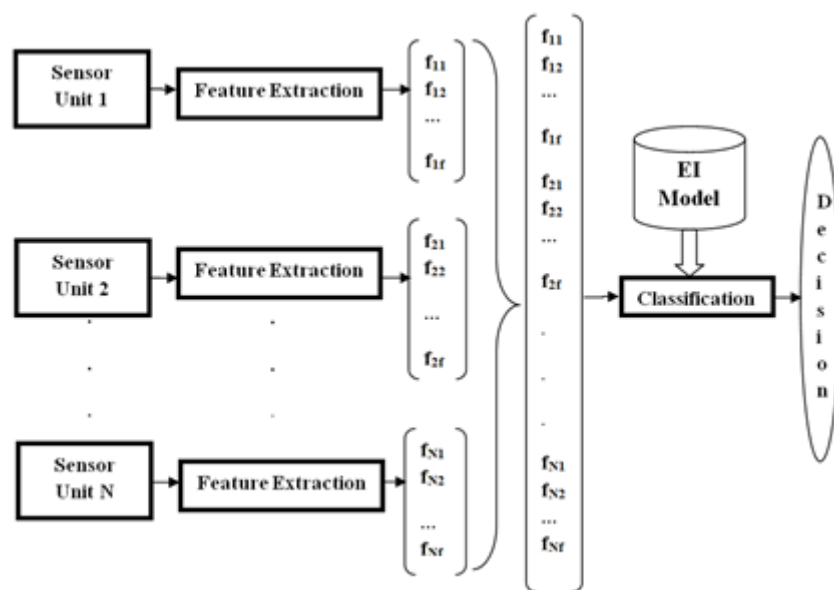 Sensor
Unit 1
Feature Extraction
f11
f12
...
f1f
Sensor
Unit 2
Feature Extraction
f21
f22
...
f2f
Sensor
Unit N
Feature Extraction
fN1
fN2
...
fNf
f11
f12
...
f1f
f21
f22
...
f2f
.
.
.
fN1
fN2
...
fNf
EI
Model
Classification
Decision